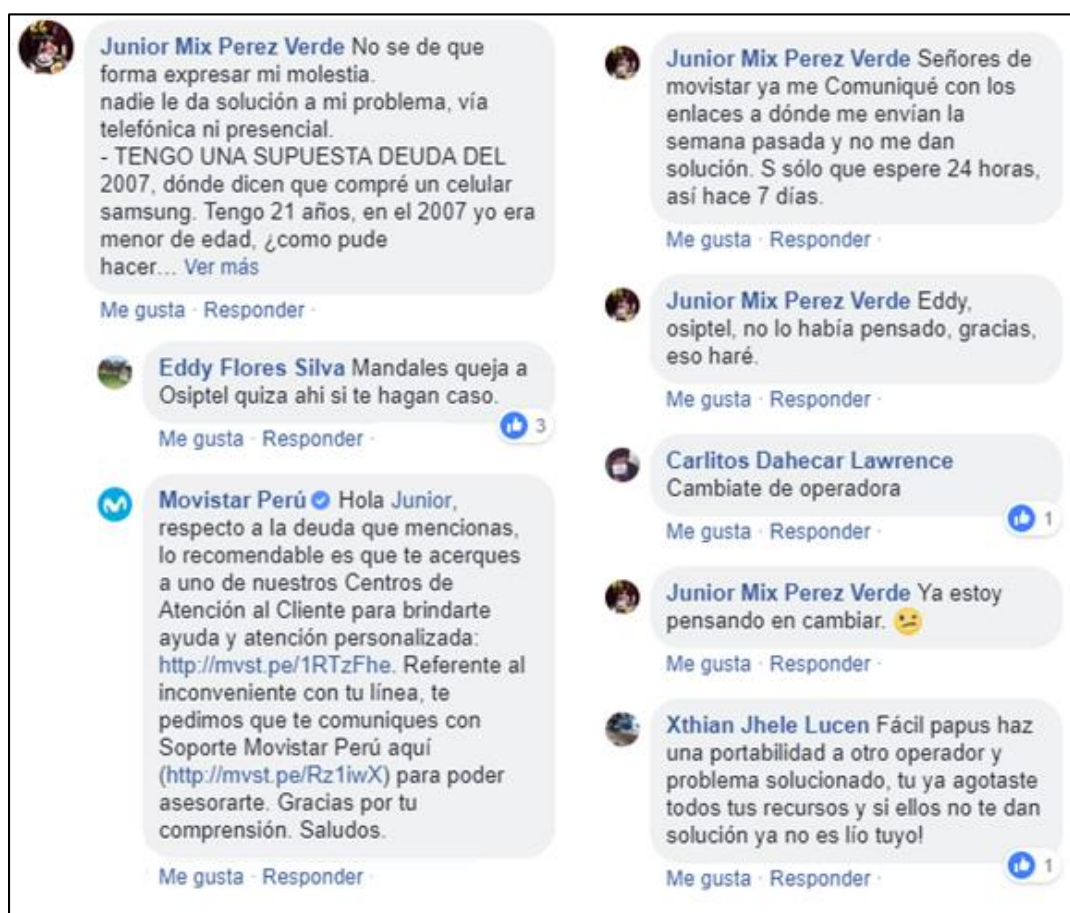 Junior Mix Perez Verde No se de que
forma expresar mi molestia.
nadie le da solución a mi problema, vía
telefónica ni presencial.
- TENGO UNA SUPUESTA DEUDA DEL
2007, dónde dicen que compré un celular
samsung. Tengo 21 años, en el 2007 yo era
menor de edad, ¿como pude
hacer... Ver más
Me gusta · Responder ·
Eddy Flores Silva Mandales queja a
Osiptel quiza ahi si te hagan caso.
3
Me gusta · Responder ·
Movistar Perú Hola Junior,
respecto a la deuda que mencionas,
lo recomendable es que te acerques
a uno de nuestros Centros de
Atención al Cliente para brindarte
ayuda y atención personalizada:
http://mvst.pe/1RTzFhe. Referente al
inconveniente con tu línea, te
pedimos que te comuniques con
Soporte Movistar Perú aquí
(http://mvst.pe/Rz1iwX) para poder
asesorarte. Gracias por tu
comprensión. Saludos.
Me gusta · Responder ·
Junior Mix Perez Verde Señores de
movistar ya me Comuniqué con los
enlaces a dónde me envían la
semana pasada y no me dan
solución. S sólo que espere 24 horas,
así hace 7 días.
Me gusta · Responder ·
Junior Mix Perez Verde Eddy,
osiptel, no lo había pensado, gracias,
eso haré.
Me gusta · Responder ·
Carlitos Dahecar Lawrence
Cambiate de operadora
1
Me gusta · Responder ·
Junior Mix Perez Verde Ya estoy
pensando en cambiar. 🫤
Me gusta · Responder ·
Xthian Jhele Lucen Fácil papus haz
una portabilidad a otro operador y
problema solucionado, tu ya agotaste
todos tus recursos y si ellos no te dan
solución ya no es lío tuyo!
1
Me gusta · Responder ·